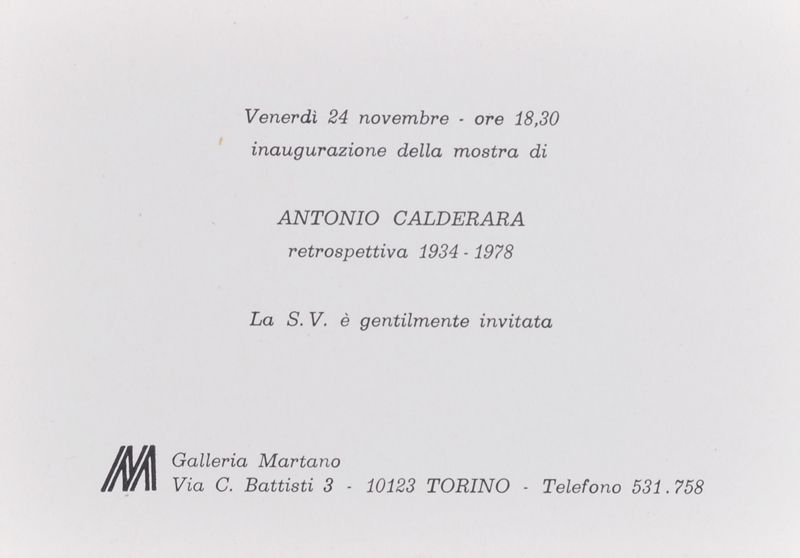 Venerdì 24 novembre - ore 18,30
inaugurazione della mostra di
ANTONIO CALDERARA
retrospettiva 1934 - 1978
La S. V. è gentilmente invitata
Galleria Martano
Via C. Battisti 3 - 10123 TORINO - Telefono 531.758